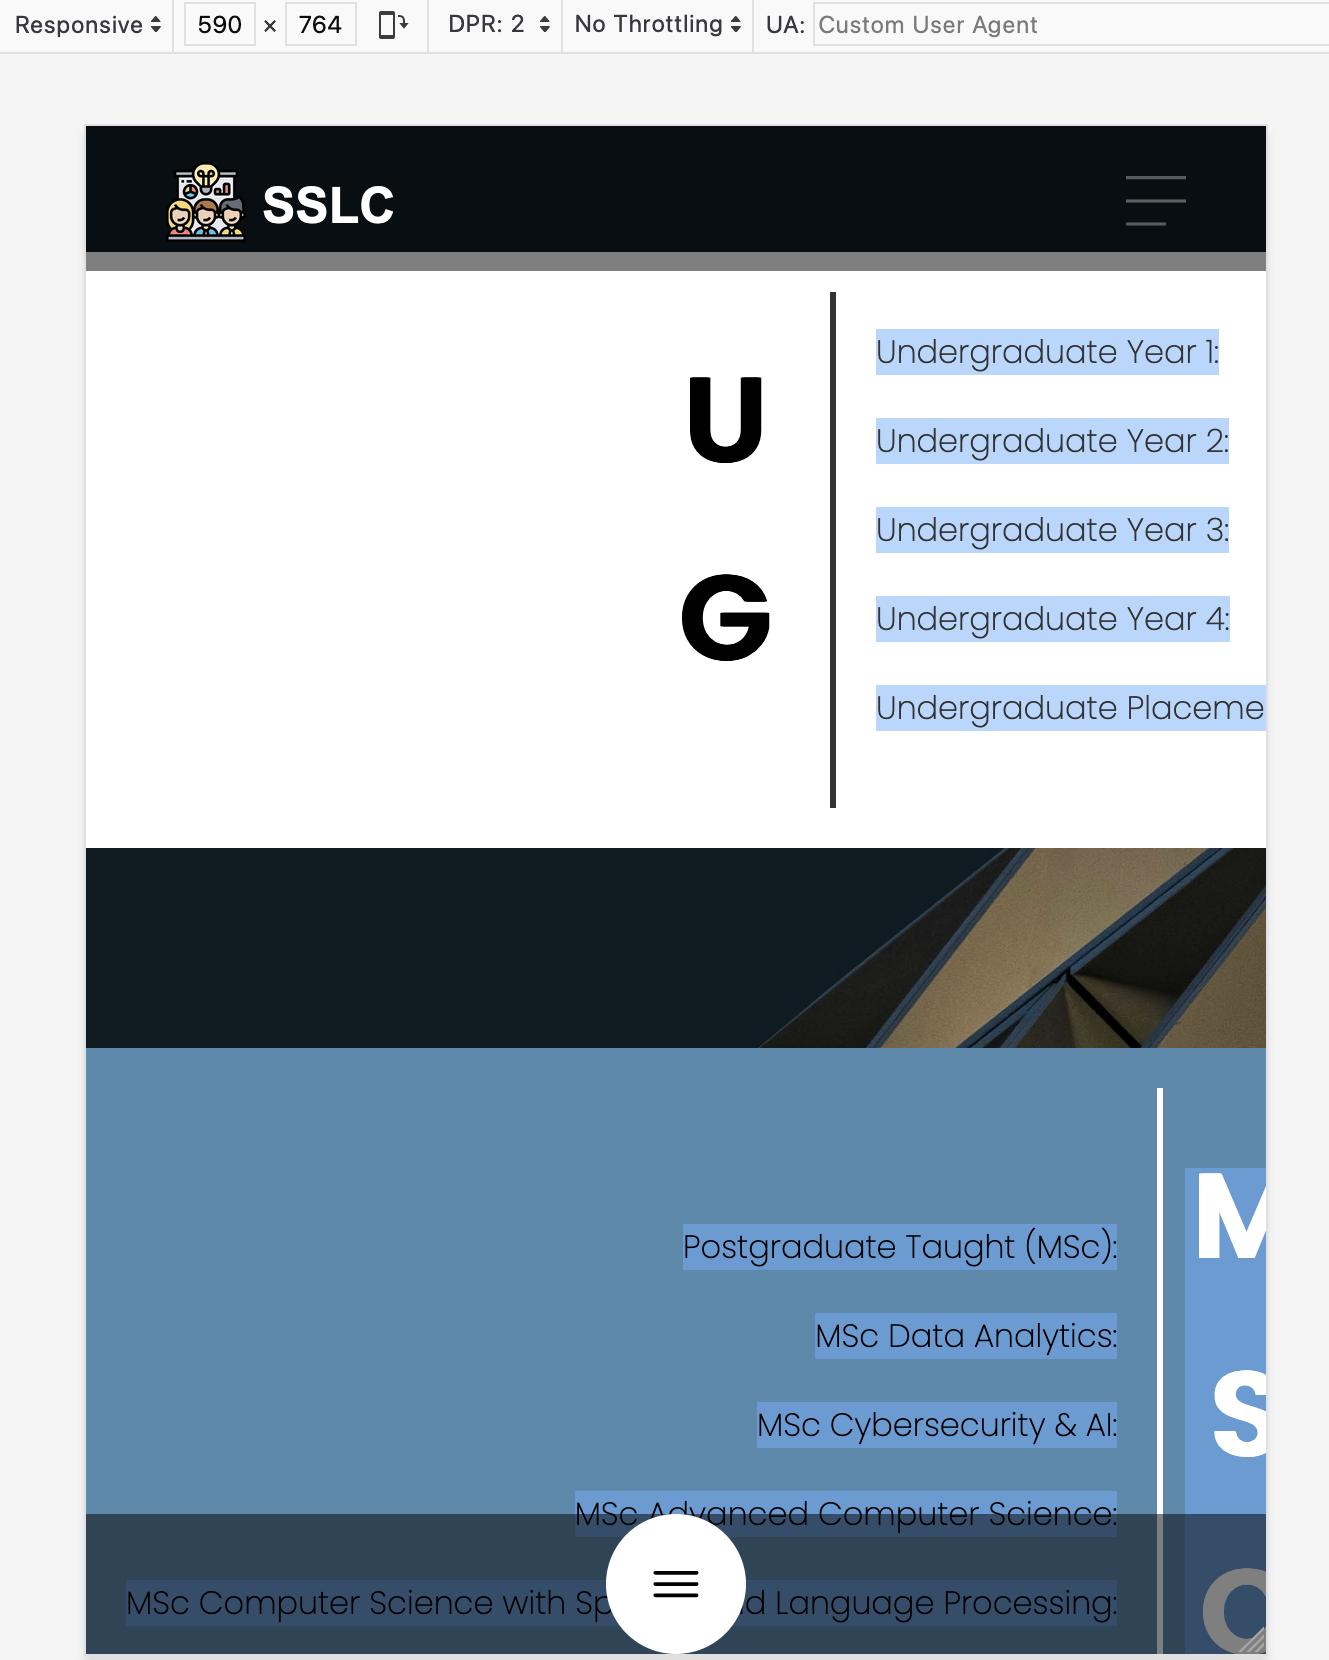 Responsive 590 × 764 DPR: 2 No Throttling UA: Custom User Agent
SSLC
U
G
Undergraduate Year 1:
Undergraduate Year 2:
Undergraduate Year 3:
Undergraduate Year 4:
Undergraduate Placeme
M
S
C
Postgraduate Taught (MSc):
MSc Data Analytics:
MSc Cybersecurity & AI:
MSc Advanced Computer Science:
MSc Computer Science with Sp d Language Processing: